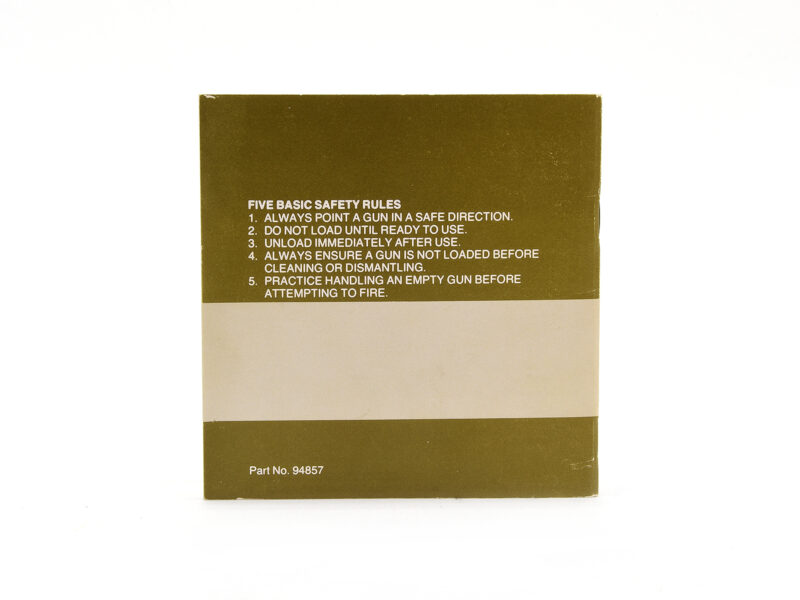 FIVE BASIC SAFETY RULES
1. ALWAYS POINT A GUN IN A SAFE DIRECTION.
2. DO NOT LOAD UNTIL READY TO USE.
3. UNLOAD IMMEDIATELY AFTER USE.
4. ALWAYS ENSURE A GUN IS NOT LOADED BEFORE
CLEANING OR DISMANTLING.
5. PRACTICE HANDLING AN EMPTY GUN BEFORE
ATTEMPTING TO FIRE.
Part No. 94857